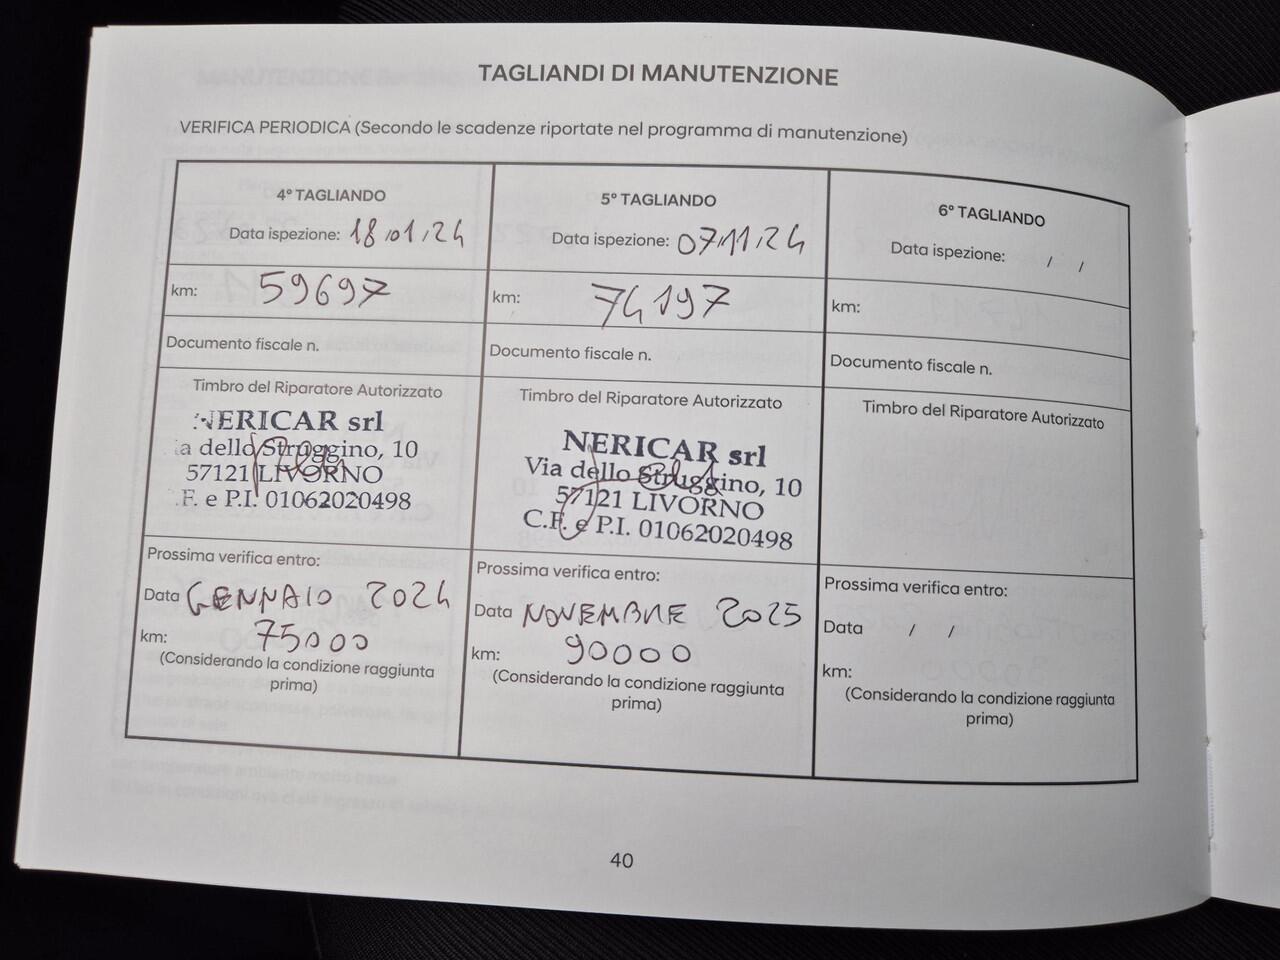 TAGLIANDI DI MANUTENZIONE
VERIFICA PERIODICA (Secondo le scadenze riportate nel programma di manutenzione)
4° TAGLIANDO
Data ispezione: 18/01/24
km: 59697
Documento fiscale n.
Timbro del Riparatore Autorizzato
NERICAR srl
a dello Struggino, 10
57121 LIVORNO
.F. e P.I. 01062020498
Prossima verifica entro:
Data GENNAIO 2024
km: 75000
(Considerando la condizione raggiunta
prima)
5° TAGLIANDO
Data ispezione: 07/11/24
km: 74197
Documento fiscale n.
Timbro del Riparatore Autorizzato
NERICAR srl
Via dello Struggino, 10
57121 LIVORNO
C.F. e P.I. 01062020498
Prossima verifica entro:
Data NOVEMBRE 2025
km: 90000
(Considerando la condizione raggiunta
prima)
6° TAGLIANDO
Data ispezione: / /
km:
Documento fiscale n.
Timbro del Riparatore Autorizzato
Prossima verifica entro:
Data / /
km:
(Considerando la condizione raggiunta
prima)
40